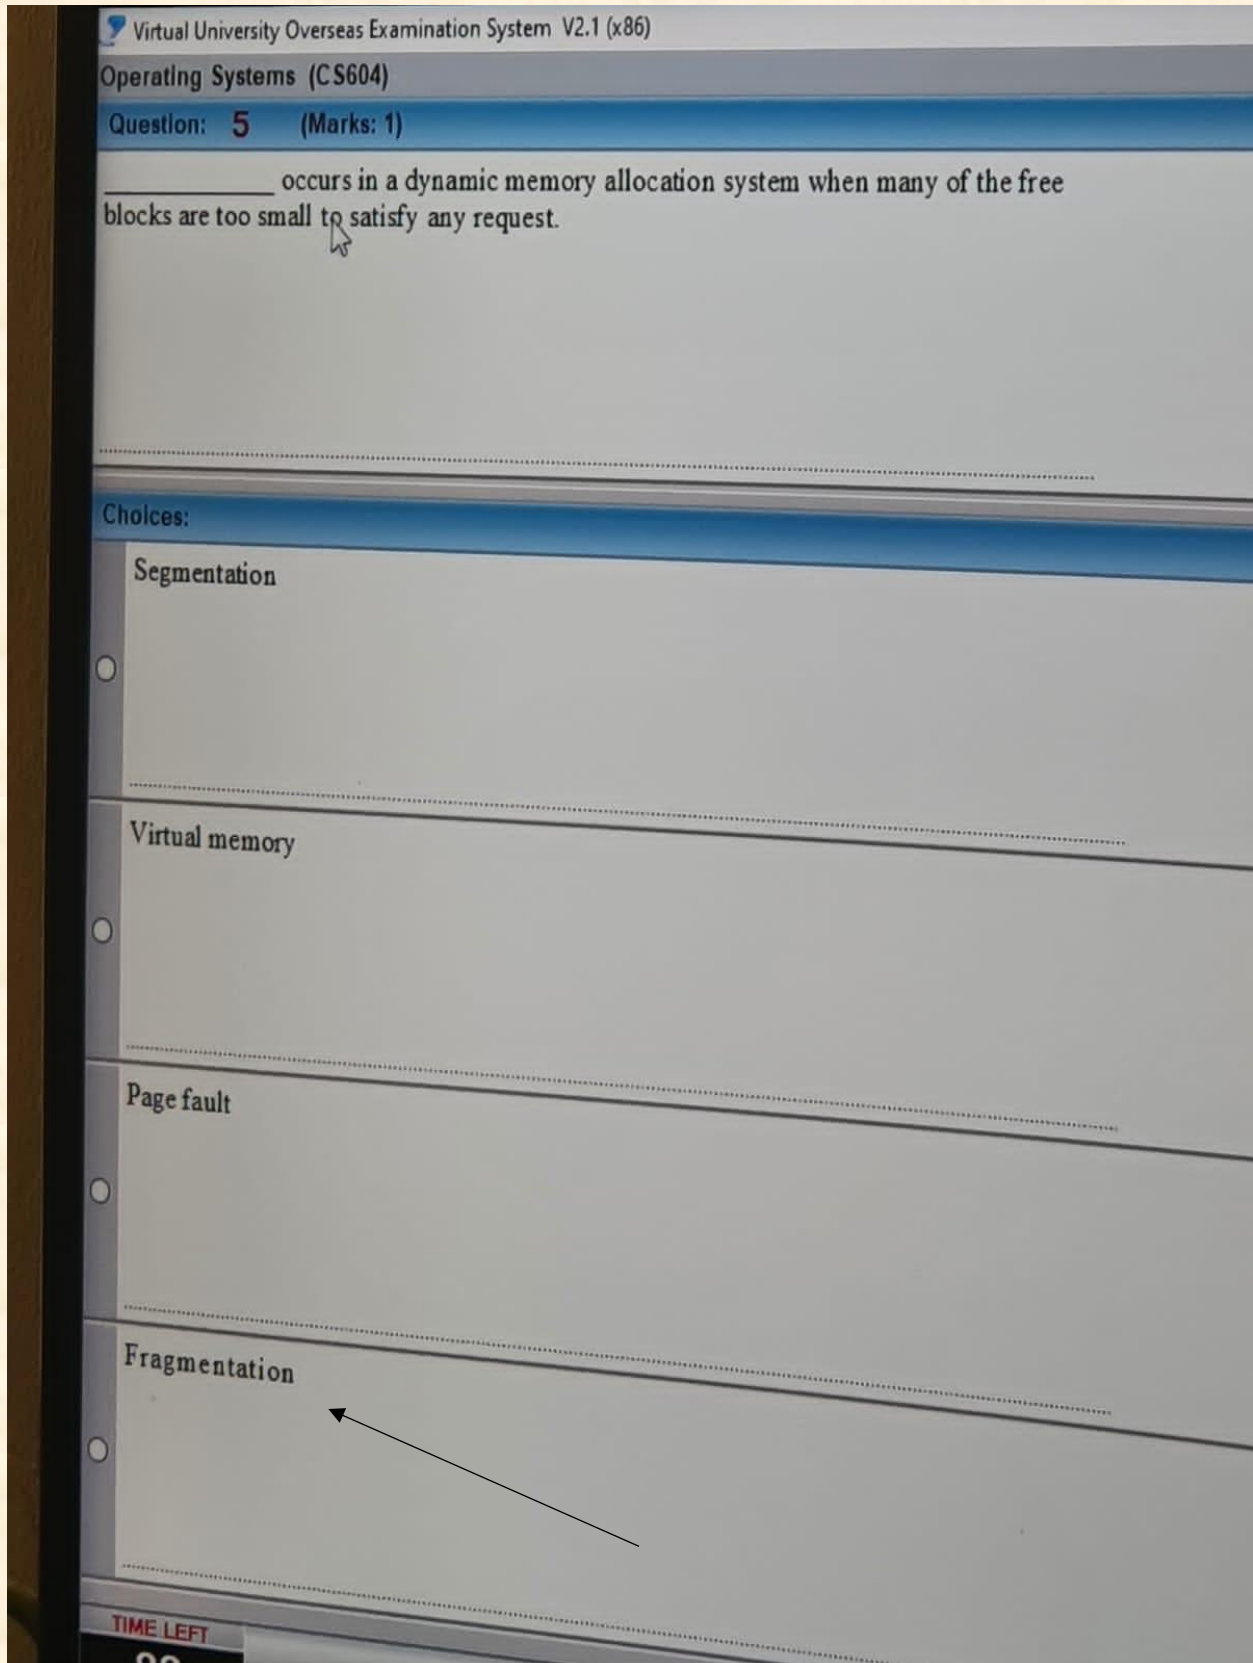 Virtual University Overseas Examination System V2.1 (x86)
Operating Systems (CS604)
Question: 5 (Marks: 1)
____________ occurs in a dynamic memory allocation system when many of the free
blocks are too small to satisfy any request.
Choices:
Segmentation
Virtual memory
Page fault
Fragmentation
TIME LEFT